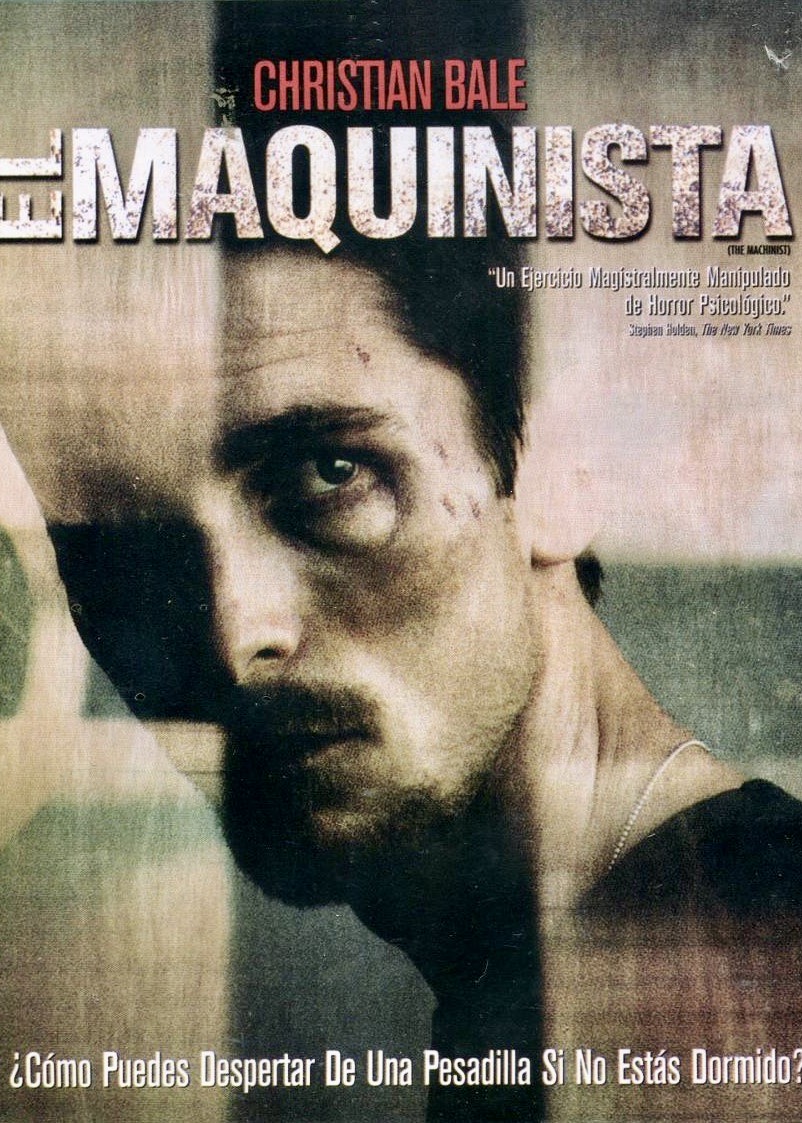 CHRISTIAN BALE
EL MAQUINISTA
(THE MACHINIST)
“Un Ejercicio Magistralmente Manipulado
de Horror Psicológico.”
Stephen Holden, The New York Times
¿Cómo Puedes Despertar De Una Pesadilla Si No Estás Dormido?